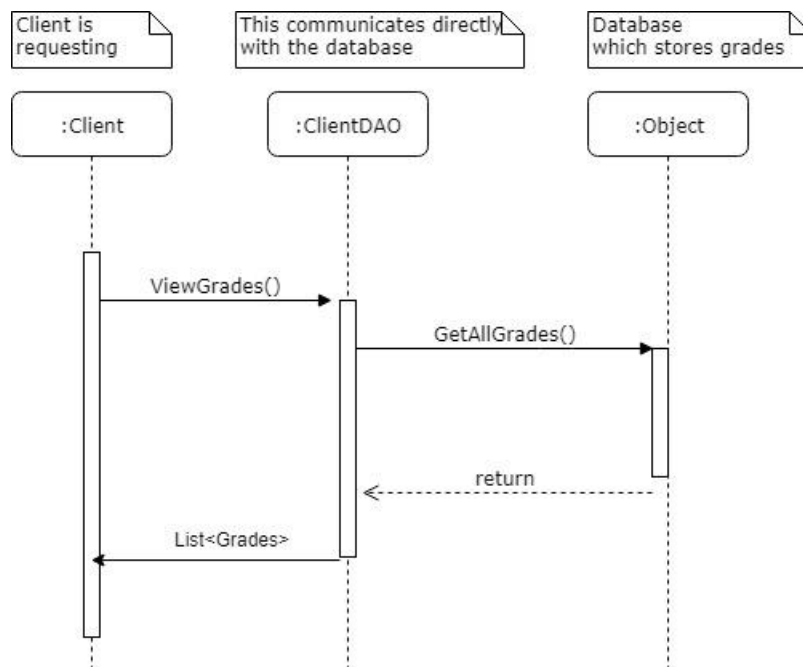 Client is
requesting
This communicates directly
with the database
Database
which stores grades
:Client
:ClientDAO
:Object
ViewGrades()
GetAllGrades()
return
List<Grades>